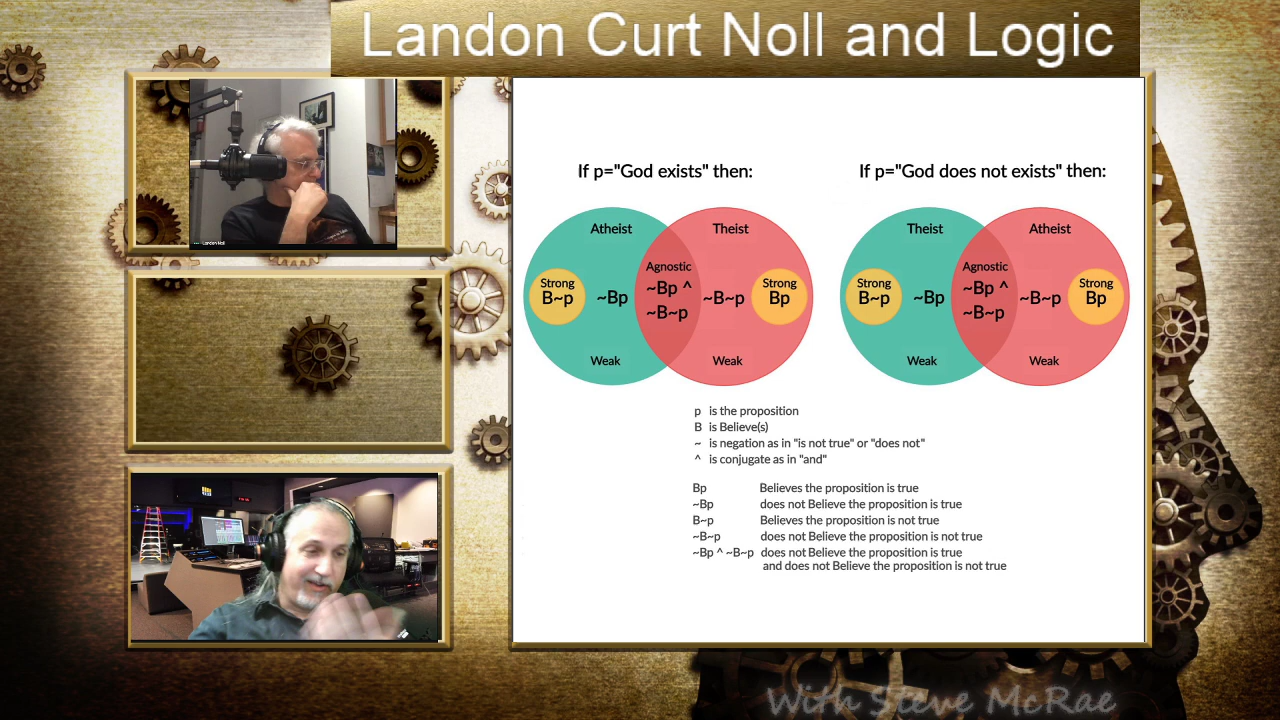 Landon Curt Noll and Logic
Landon Noll
If p="God exists" then:
Atheist
Theist
Agnostic
Strong
B~p
~Bp
~Bp ^
~B~p
~B~p
Strong
Bp
Weak
Weak
If p="God does not exists" then:
Theist
Atheist
Agnostic
Strong
B~p
~Bp
~Bp ^
~B~p
~B~p
Strong
Bp
Weak
Weak
p is the proposition
B is Believe(s)
~ is negation as in "is not true" or "does not"
^ is conjugate as in "and"
Bp Believes the proposition is true
~Bp does not Believe the proposition is true
B~p Believes the proposition is not true
~B~p does not Believe the proposition is not true
~Bp ^ ~B~p does not Believe the proposition is true
and does not Believe the proposition is not true
With Steve McRae